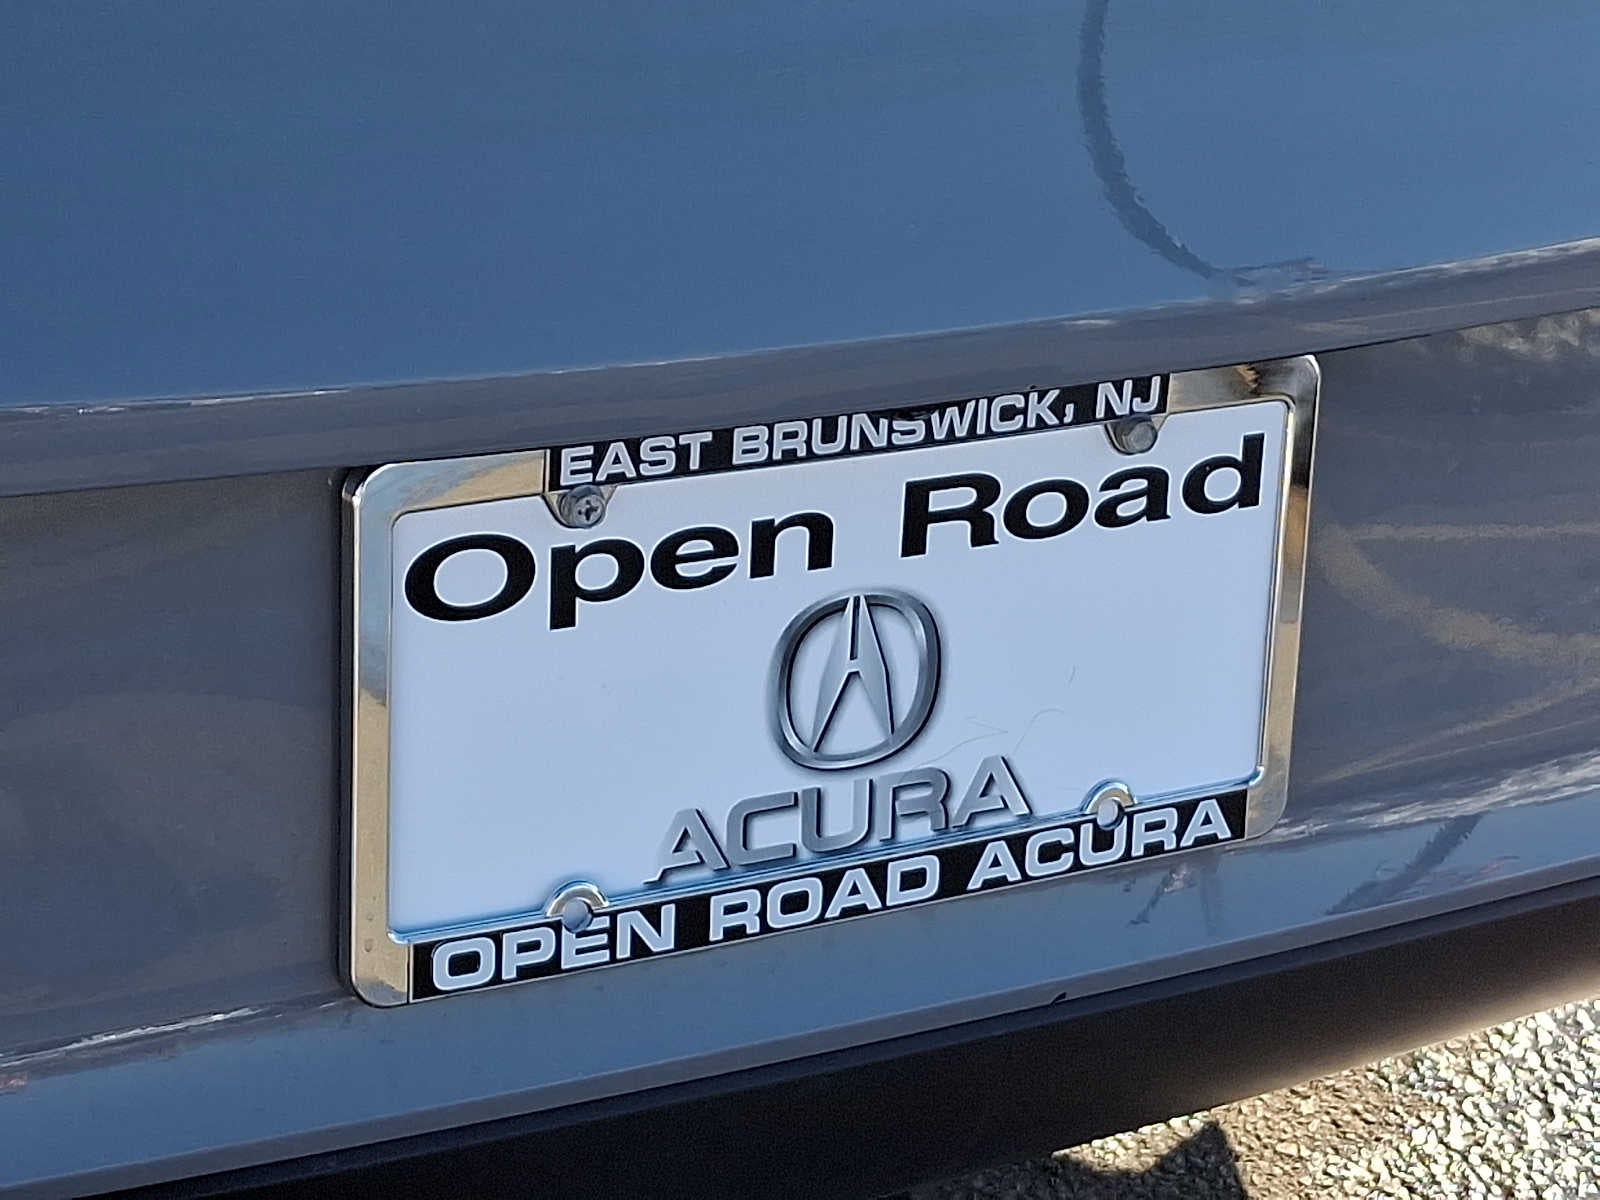 EAST BRUNSWICK, NJ
Open Road
ACURA
OPEN ROAD ACURA